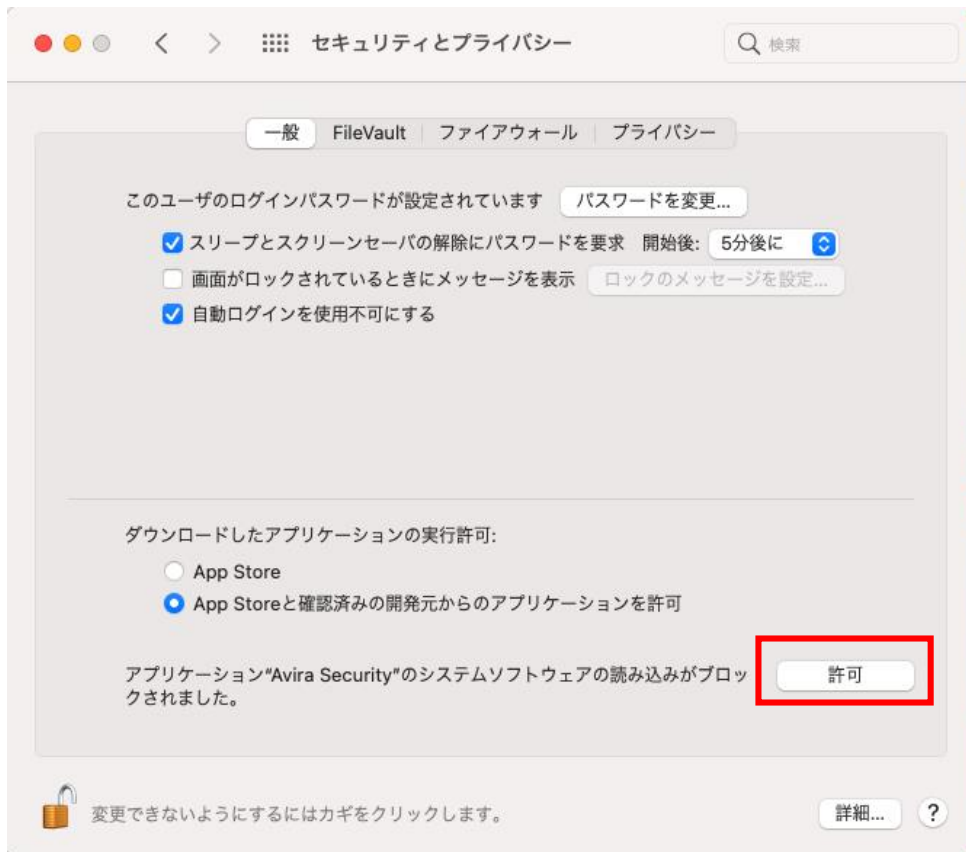 セキュリティとプライバシー
検索
一般 FileVault ファイアウォール プライバシー
このユーザのログインパスワードが設定されています パスワードを変更...
スリープとスクリーンセーバの解除にパスワードを要求 開始後: 5分後に
画面がロックされているときにメッセージを表示 ロックのメッセージを設定...
自動ログインを使用不可にする
ダウンロードしたアプリケーションの実行許可:
App Store
App Storeと確認済みの開発元からのアプリケーションを許可
アプリケーション“Avira Security”のシステムソフトウェアの読み込みがブロッ 許可
クされました。
変更できないようにするにはカギをクリックします。 詳細... ?